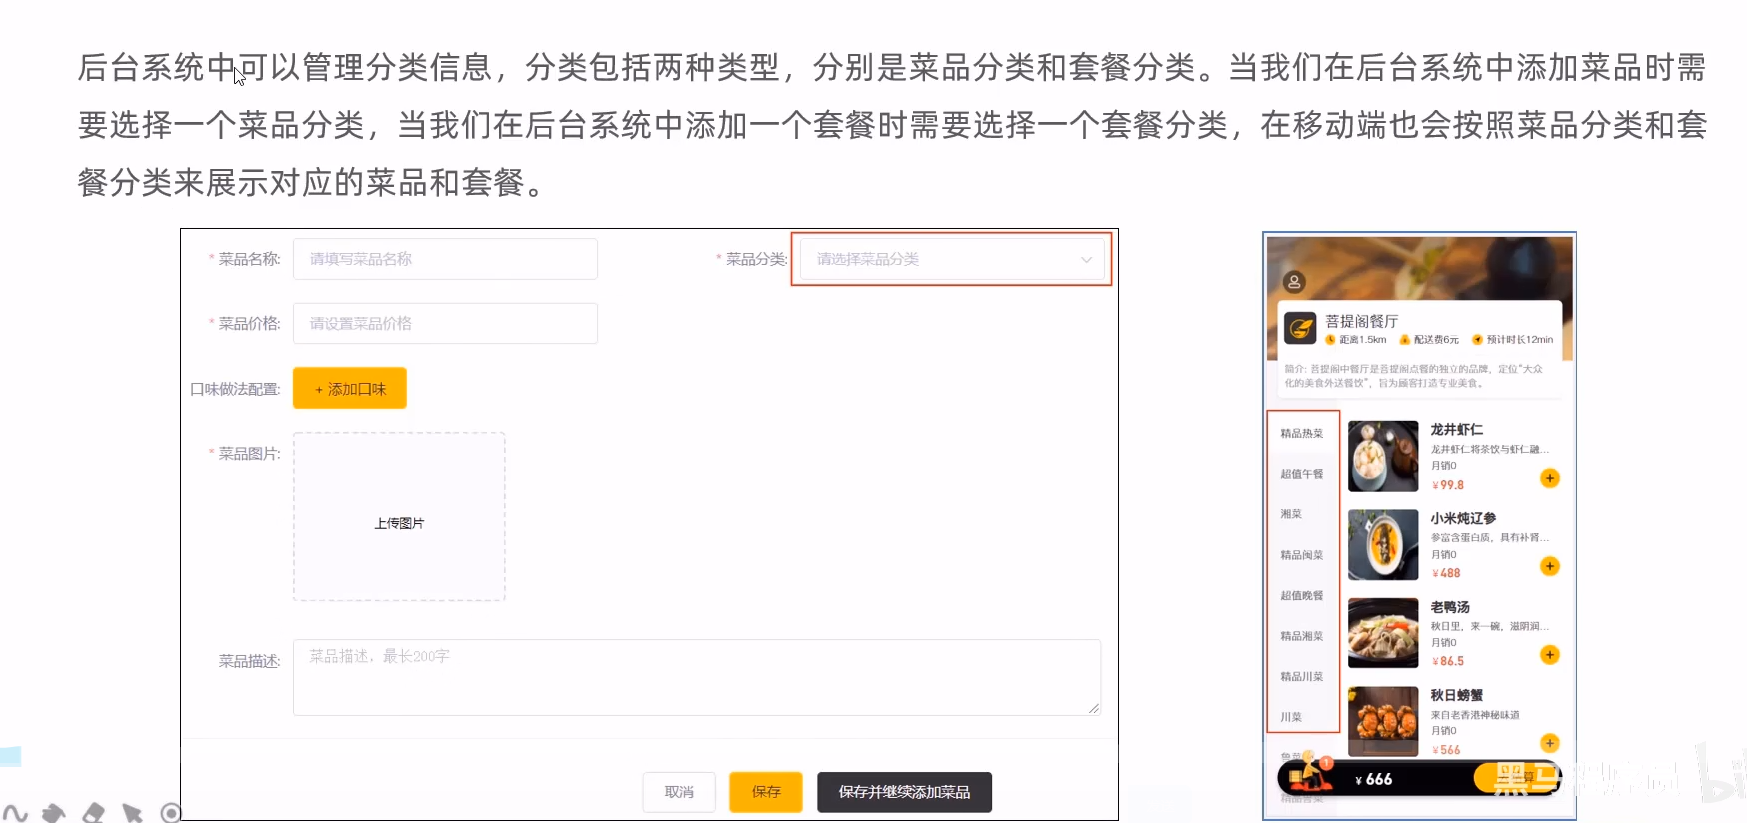 后台系统中可以管理分类信息，分类包括两种类型，分别是菜品分类和套餐分类。当我们在后台系统中添加菜品时需
要选择一个菜品分类，当我们在后台系统中添加一个套餐时需要选择一个套餐分类，在移动端也会按照菜品分类和套
餐分类来展示对应的菜品和套餐。
* 菜品名称: 请填写菜品名称
* 菜品分类: 请选择菜品分类
* 菜品价格: 请设置菜品价格
口味做法配置: + 添加口味
* 菜品图片:
上传图片
菜品描述: 菜品描述，最长200字
取消 保存 保存并继续添加菜品
菩提阁餐厅
距离1.5km 配送费6元 预计时长12min
简介: 菩提阁中餐厅是菩提阁点餐的独立的品牌，定位“大众
化的美食外送餐饮”，旨为顾客打造专业美食。
精品热菜
超值午餐
湘菜
精品闽菜
超值晚餐
精品湘菜
精品川菜
川菜
龙井虾仁
龙井虾仁将茶饮与虾仁融...
月销0
¥99.8
小米炖辽参
参富含蛋白质，具有补肾...
月销0
¥488
老鸭汤
秋日里，来一碗，滋阴润...
月销0
¥86.5
秋日螃蟹
来自老香港神秘味道
月销0
¥566
1
¥ 666